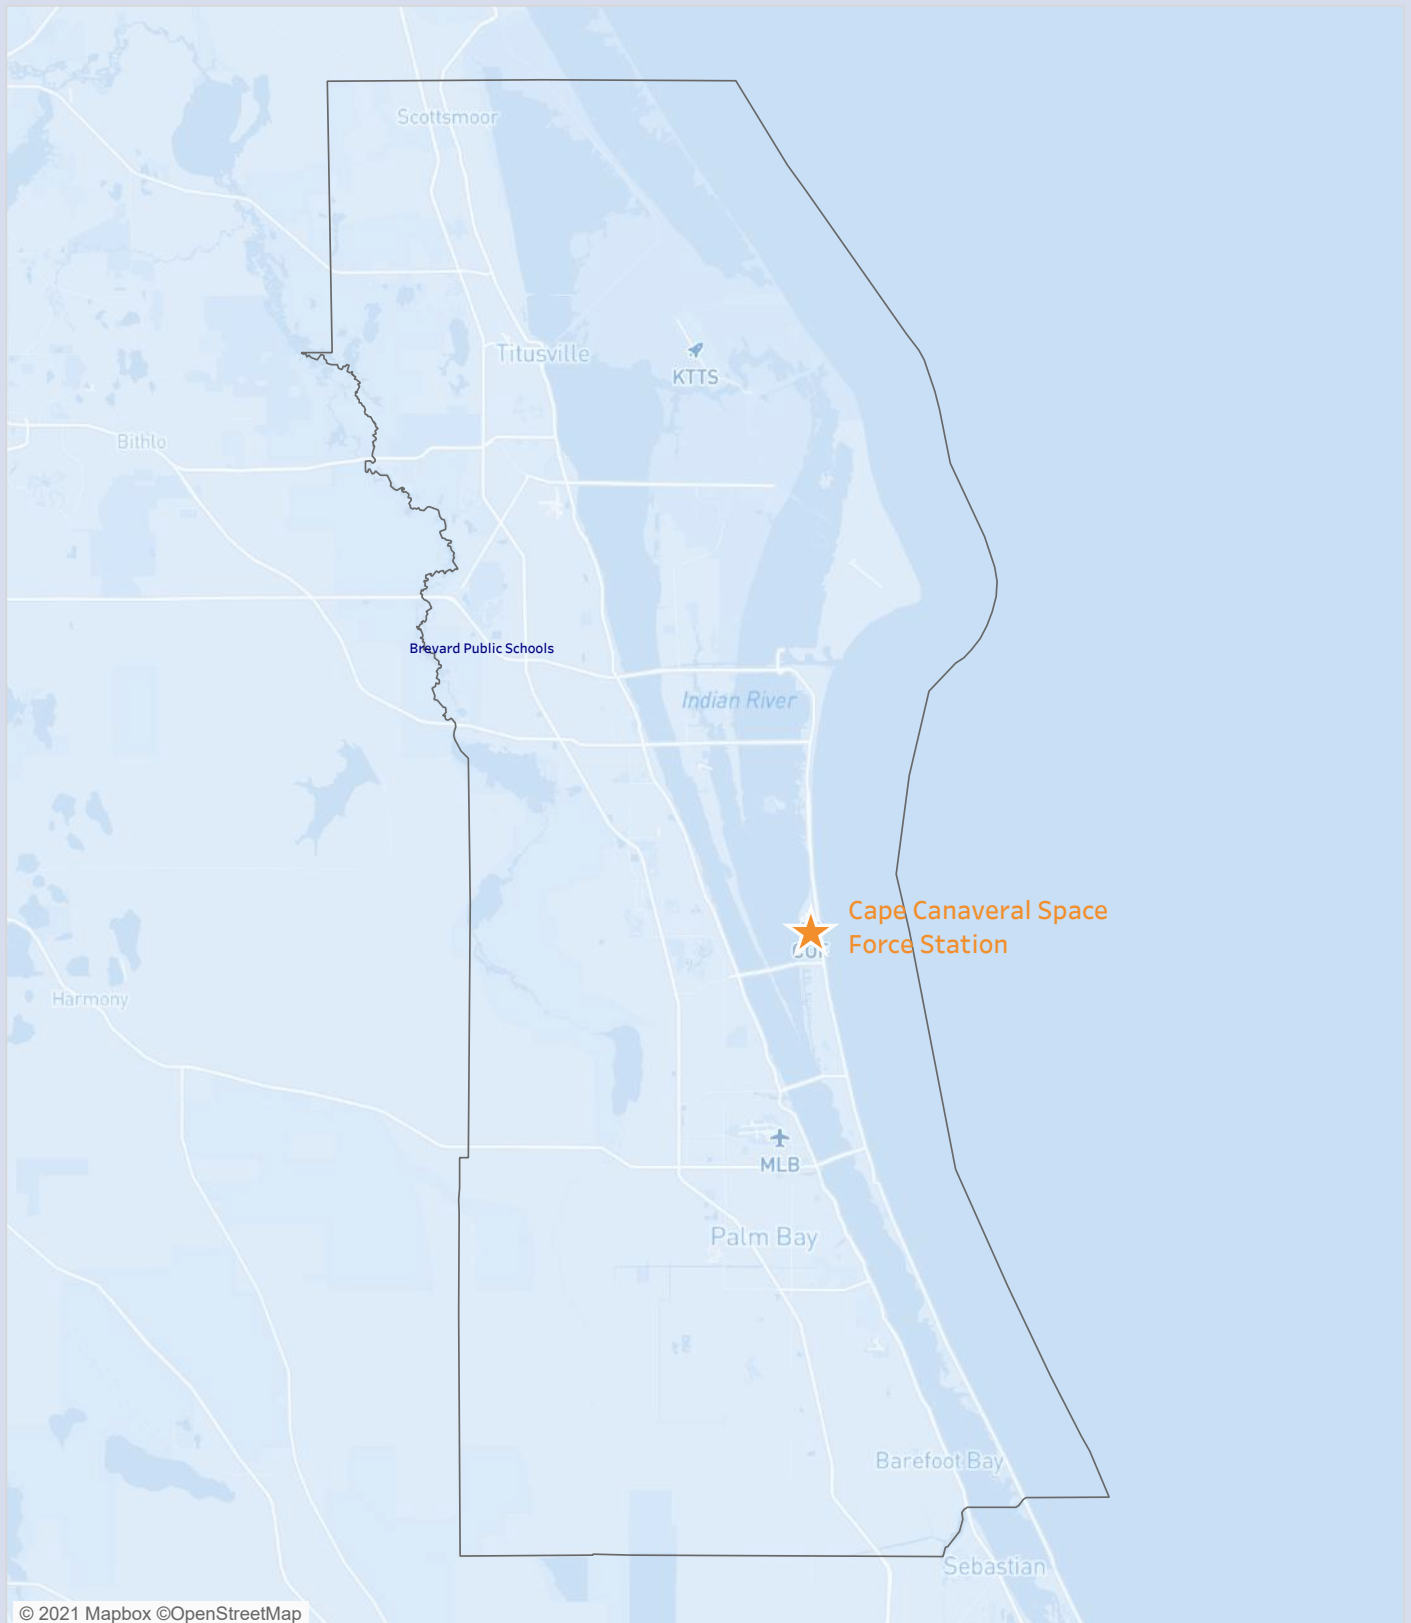 Scottsmoor
Titusville
KTTS
Bithlo
Brevard Public Schools
Indian River
Cape Canaveral Space
Force Station
Harmony
MLB
Palm Bay
Barefoot Bay
Sebastian
© 2021 Mapbox ©OpenStreetMap